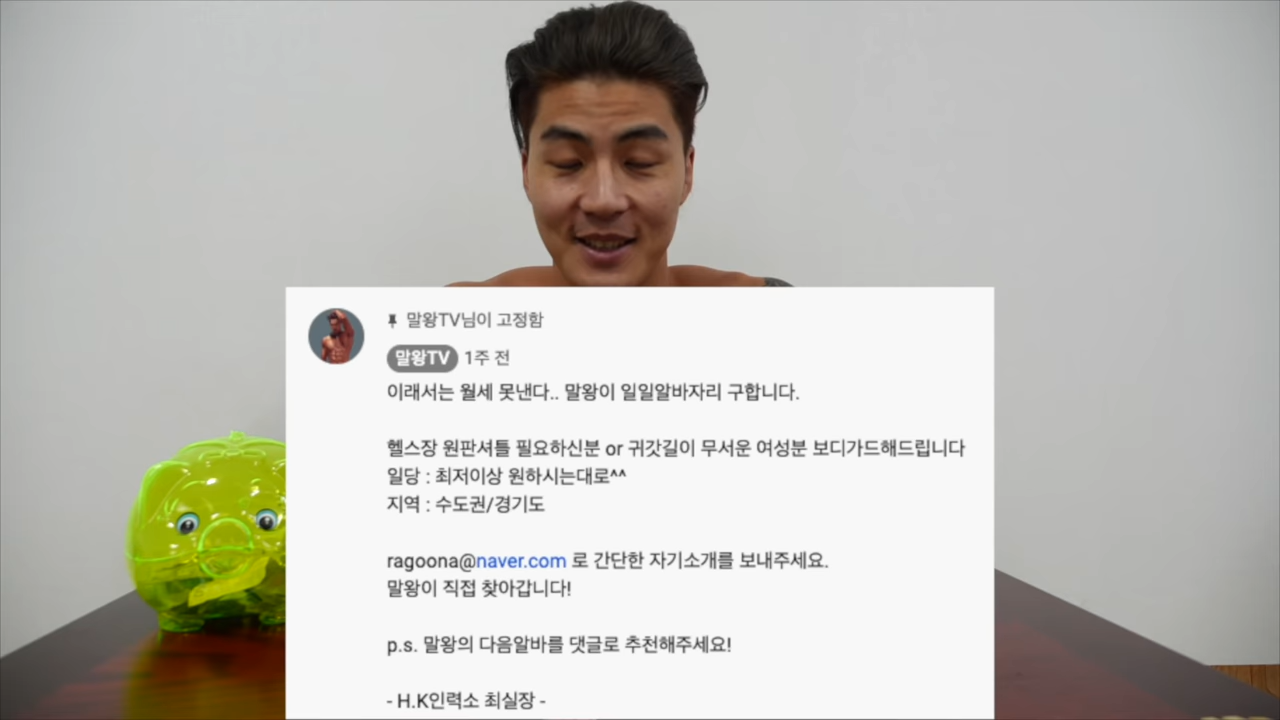 말왕TV님이 고정함
말왕TV 1주 전
이래서는 월세 못낸다.. 말왕이 일일알바자리 구합니다.
헬스장 원판셔틀 필요하신분 or 귀갓길이 무서운 여성분 보디가드해드립니다
일당 : 최저이상 원하시는대로^^
지역 : 수도권/경기도
ragoona@naver.com 로 간단한 자기소개를 보내주세요.
말왕이 직접 찾아갑니다!
p.s. 말왕의 다음알바를 댓글로 추천해주세요!
- H.K인력소 최실장 -